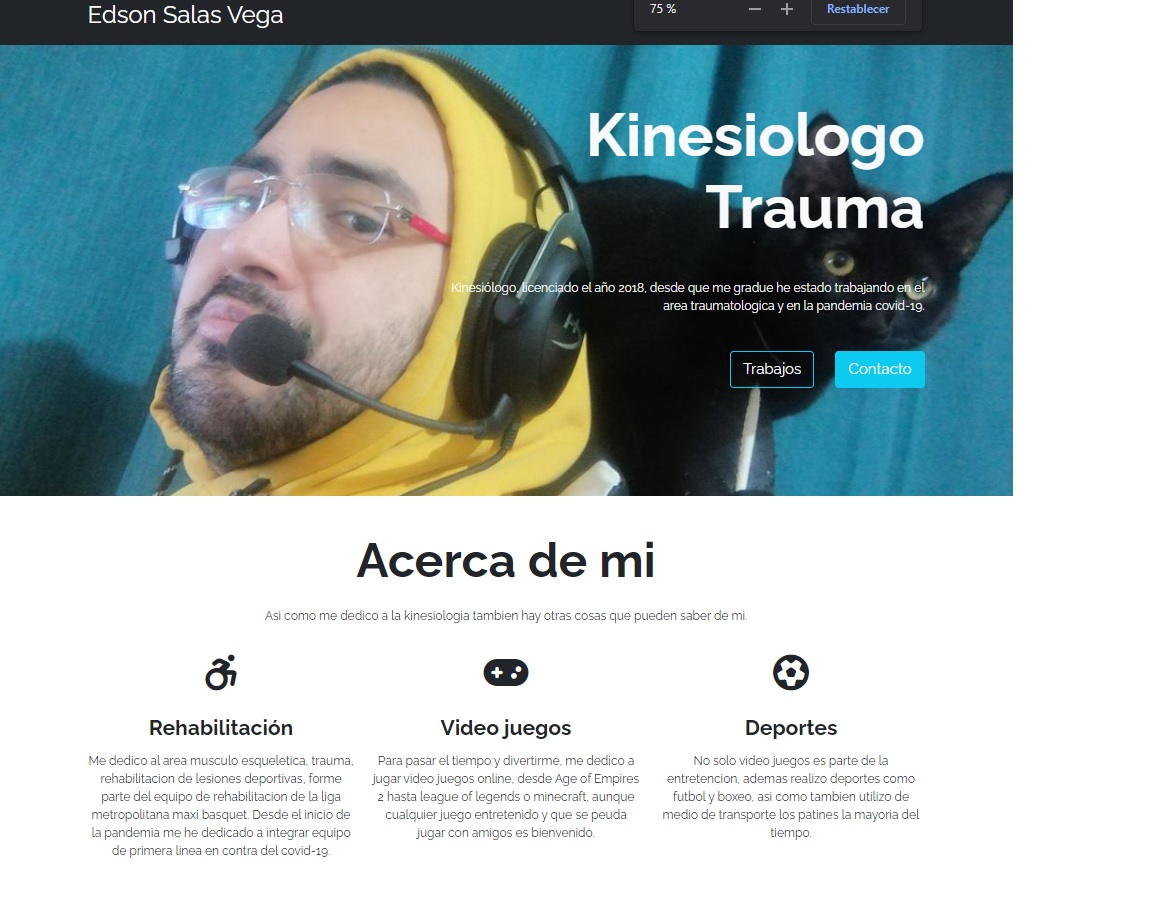 Edson Salas Vega
75 %
Restablecer
Kinesiologo
Trauma
Kinesiólogo, licenciado el año 2018, desde que me gradue he estado trabajando en el
area traumatologica y en la pandemia covid-19.
Trabajos
Contacto
Acerca de mi
Asi como me dedico a la kinesiologia tambien hay otras cosas que pueden saber de mi.
Rehabilitación
Me dedico al area musculo esqueletica, trauma,
rehabilitacion de lesiones deportivas, forme
parte del equipo de rehabilitacion de la liga
metropolitana maxi basquet. Desde el inicio de
la pandemia me he dedicado a integrar equipo
de primera linea en contra del covid-19.
Video juegos
Para pasar el tiempo y divertirme, me dedico a
jugar video juegos online, desde Age of Empires
2 hasta league of legends o minecraft, aunque
cualquier juego entretenido y que se peuda
jugar con amigos es bienvenido.
Deportes
No solo video juegos es parte de la
entretencion, ademas realizo deportes como
futbol y boxeo, asi como tambien utilizo de
medio de transporte los patines la mayoria del
tiempo.